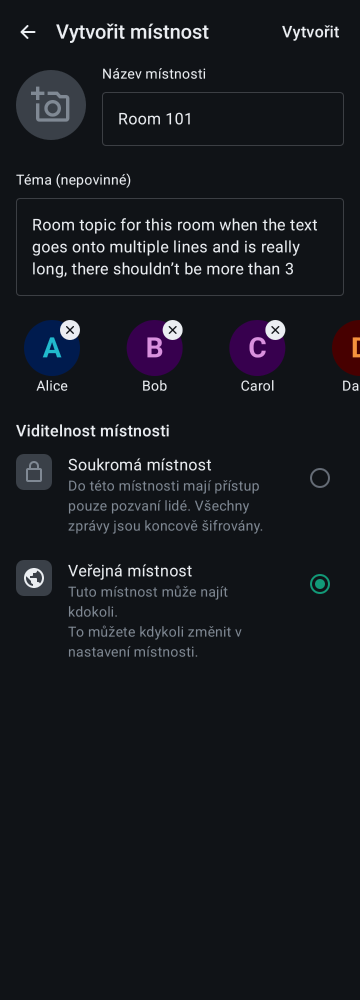 Vytvořit místnost
Vytvořit
Název místnosti
Room 101
Téma (nepovinné)
Room topic for this room when the text
goes onto multiple lines and is really
long, there shouldn't be more than 3
A
B
C
Alice
Bob
Carol
Da
Viditelnost místnosti
Soukromá místnost
Do této místnosti mají přístup
pouze pozvaní lidé. Všechny
zprávy jsou koncově šifrovány.
Veřejná místnost
Tuto místnost může najít
kdokoli.
To můžete kdykoli změnit v
nastavení místnosti.